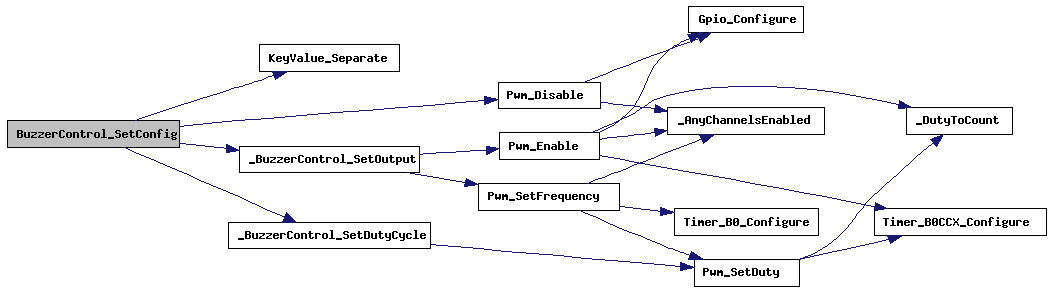 Gpio_Configure
KeyValue_Separate
Pwm_Disable
_AnyChannelsEnabled
_DutyToCount
BuzzerControl_SetConfig
Pwm_Enable
_BuzzerControl_SetOutput
Pwm_SetFrequency
Timer_B0_Configure
Timer_B0CCX_Configure
_BuzzerControl_SetDutyCycle
Pwm_SetDuty